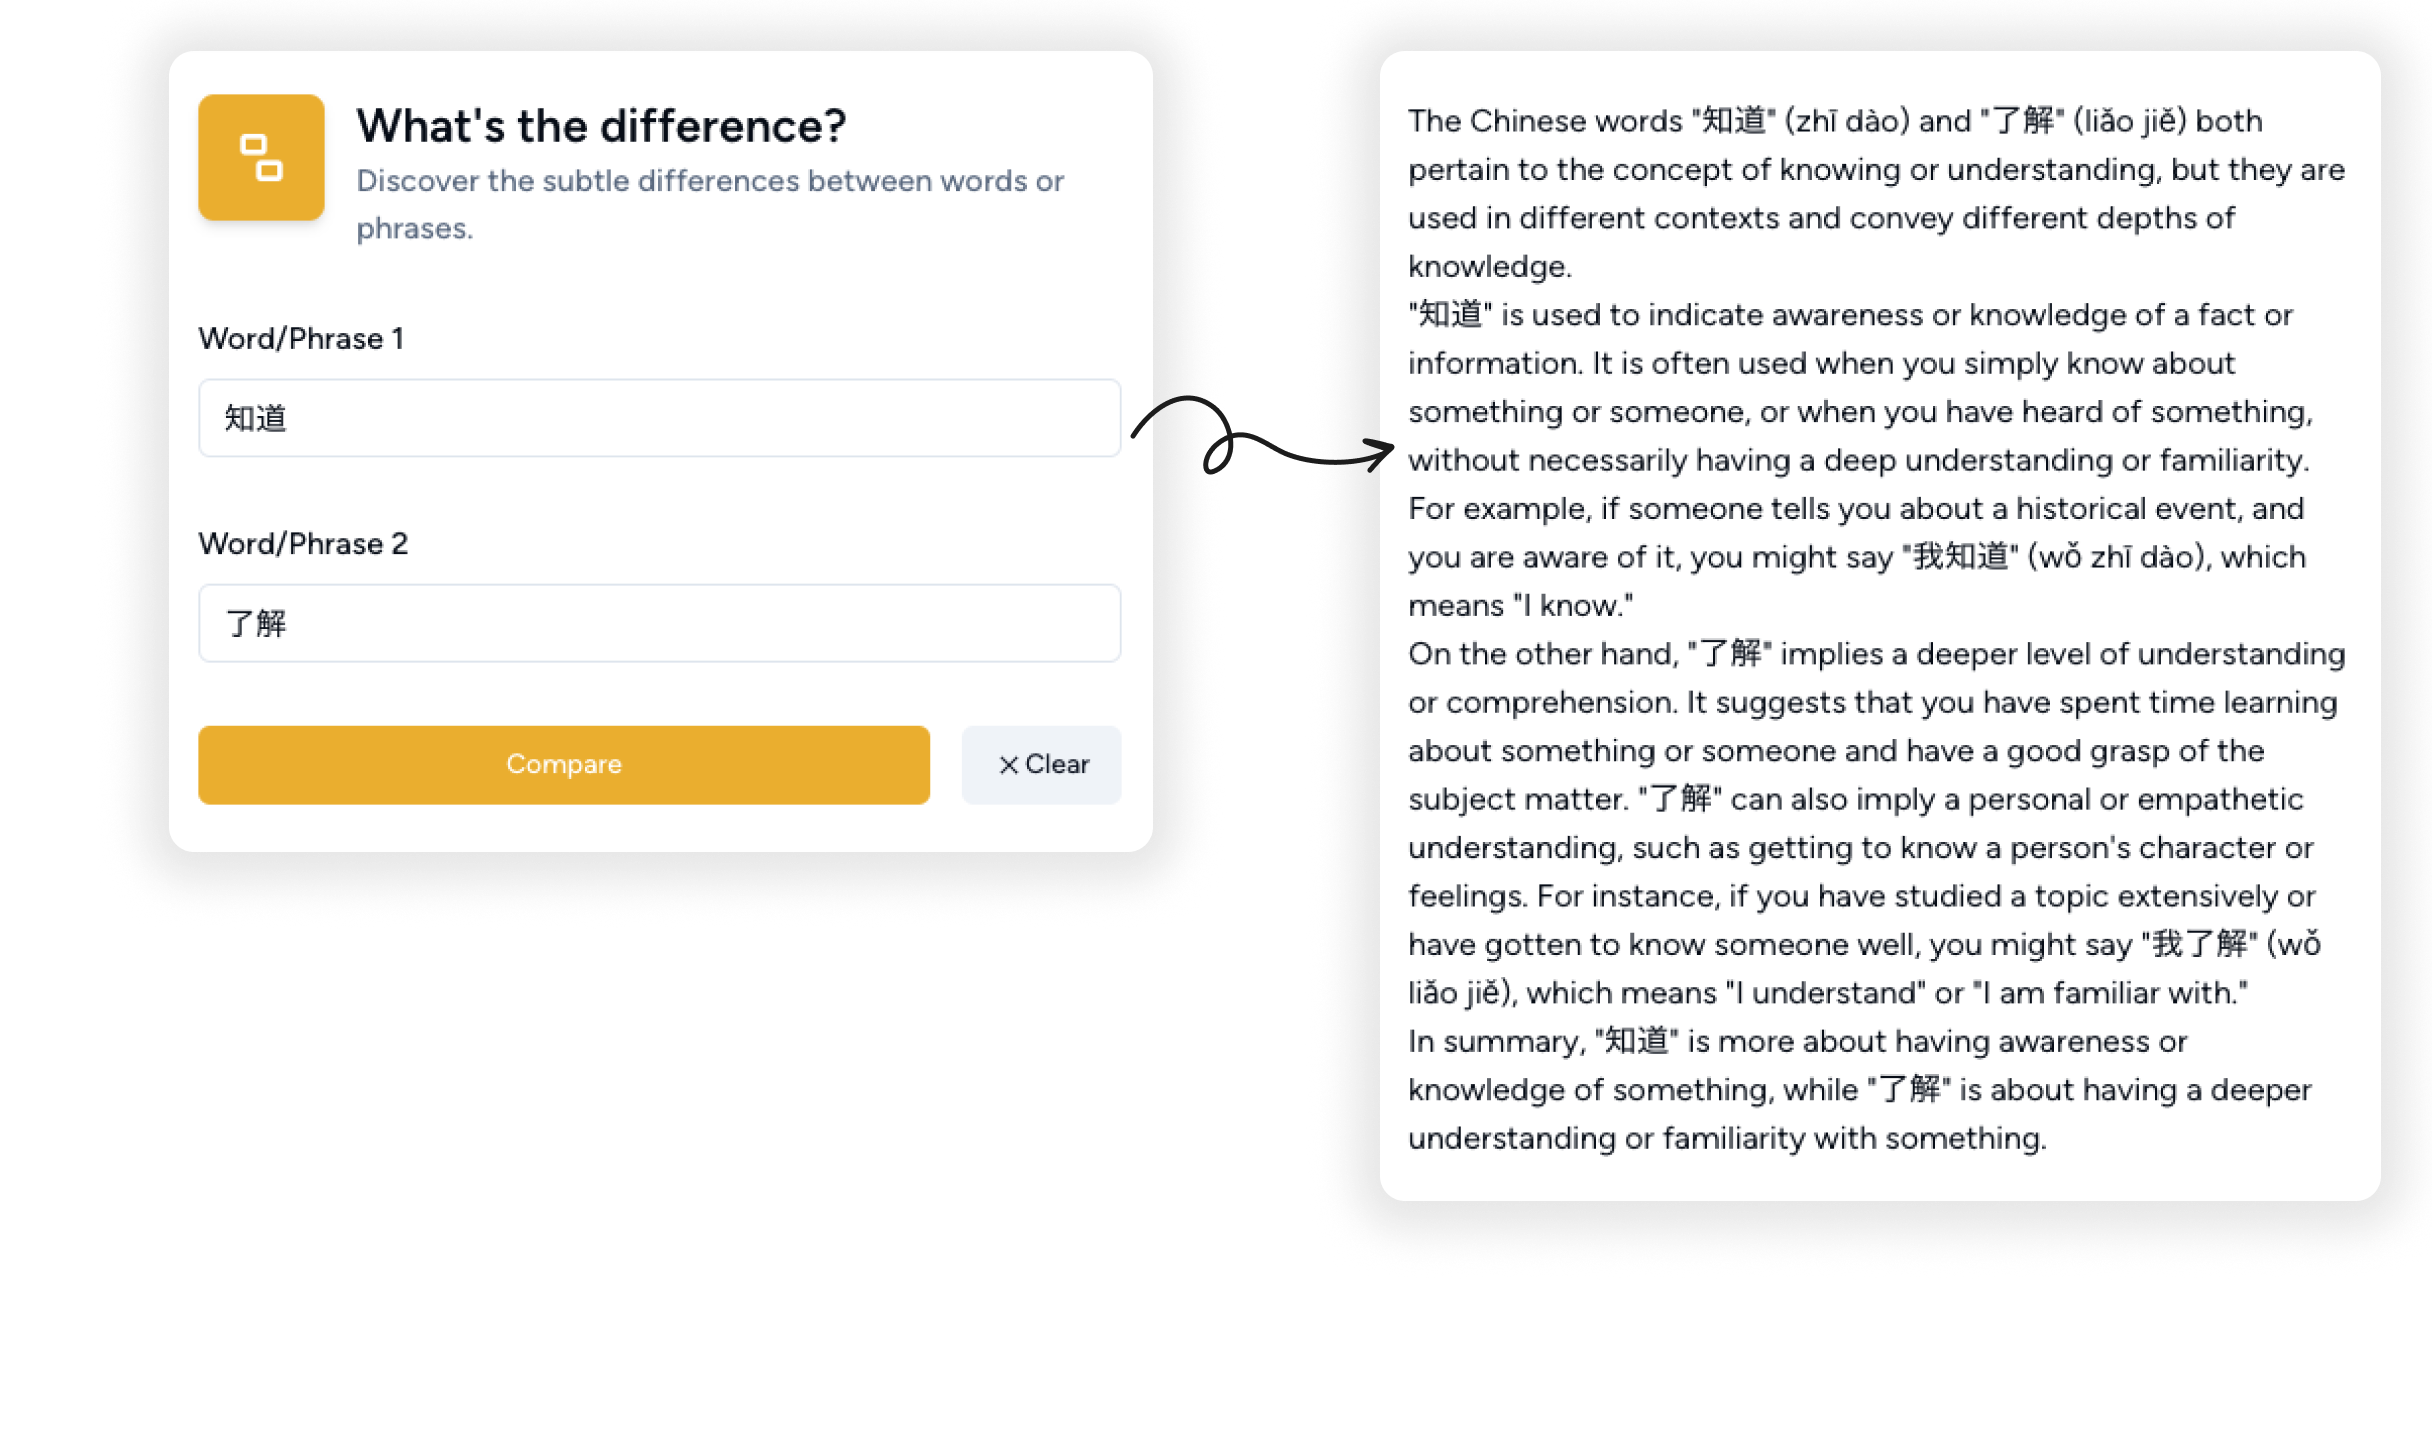 What's the difference?
Discover the subtle differences between words or
phrases.
Word/Phrase 1
知道
Word/Phrase 2
了解
Compare
Clear
The Chinese words "知道" (zhī dào) and "了解" (liǎo jiě) both
pertain to the concept of knowing or understanding, but they are
used in different contexts and convey different depths of
knowledge.
"知道" is used to indicate awareness or knowledge of a fact or
information. It is often used when you simply know about
something or someone, or when you have heard of something,
without necessarily having a deep understanding or familiarity.
For example, if someone tells you about a historical event, and
you are aware of it, you might say "我知道" (wǒ zhī dào), which
means "I know."
On the other hand, "了解" implies a deeper level of understanding
or comprehension. It suggests that you have spent time learning
about something or someone and have a good grasp of the
subject matter. "了解" can also imply a personal or empathetic
understanding, such as getting to know a person's character or
feelings. For instance, if you have studied a topic extensively or
have gotten to know someone well, you might say "我了解" (wǒ
liǎo jiě), which means "I understand" or "I am familiar with."
In summary, "知道" is more about having awareness or
knowledge of something, while "了解" is about having a deeper
understanding or familiarity with something.